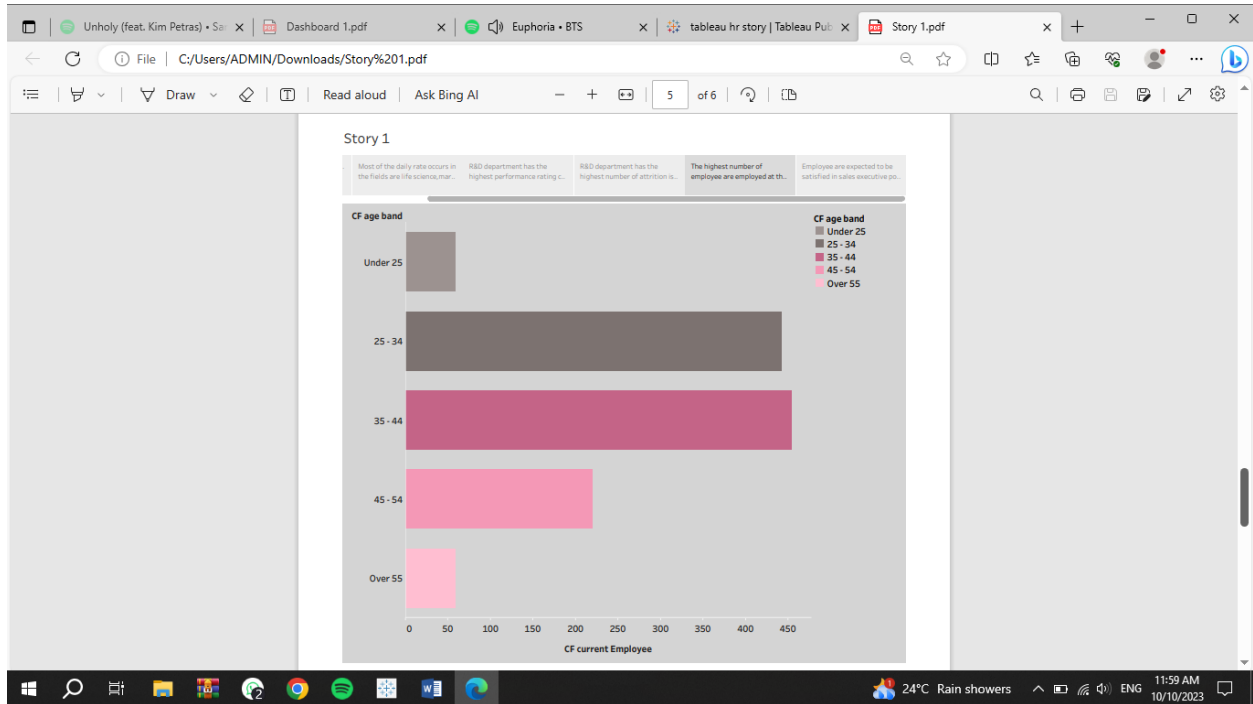 Unholy (feat. Kim Petras) • Sa
Dashboard 1.pdf
Euphoria • BTS
tableau hr story | Tableau Pub
Story 1.pdf
File
C:/Users/ADMIN/Downloads/Story%201.pdf
Draw
Read aloud
Ask Bing AI
5
of 6
Story 1
Most of the daily rate occurs in
the fields are life science, mar..
R&D department has the
highest performance rating c..
R&D department has the
highest number of attrition is..
The highest number of
employee are employed at th..
Employee are expected to be
satisfied in sales executive po..
CF age band
Under 25
25 - 34
35 - 44
45 - 54
Over 55
0 50 100 150 200 250 300 350 400 450
CF current Employee
CF age band
Under 25
25 - 34
35 - 44
45 - 54
Over 55
24°C Rain showers
ENG
11:59 AM
10/10/2023